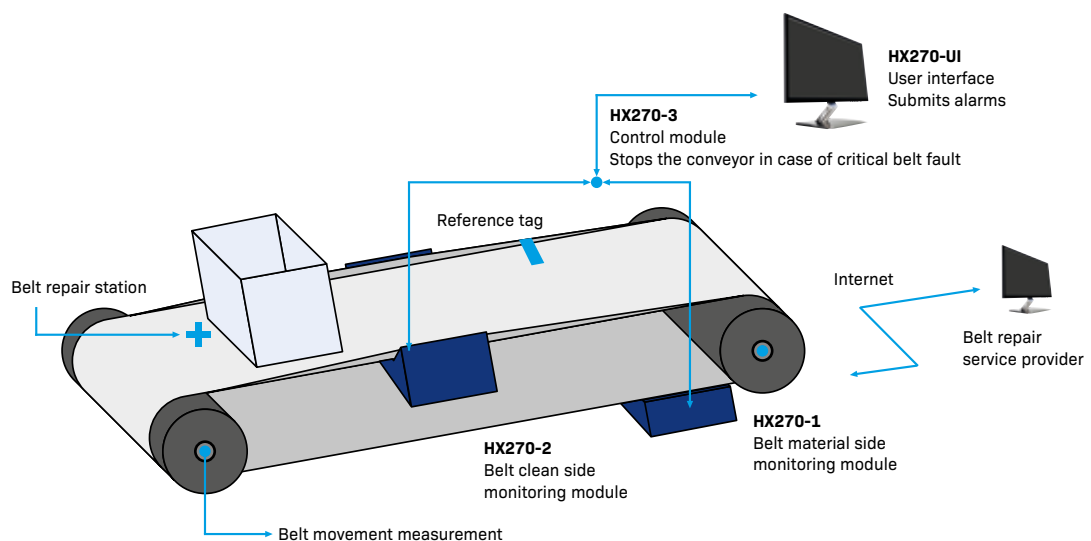 HX270-UI
User interface
Submits alarms
HX270-3
Control module
Stops the conveyor in case of critical belt fault
Reference tag
Belt repair station
Internet
Belt repair
service provider
HX270-1
Belt material side
monitoring module
HX270-2
Belt clean side
monitoring module
Belt movement measurement